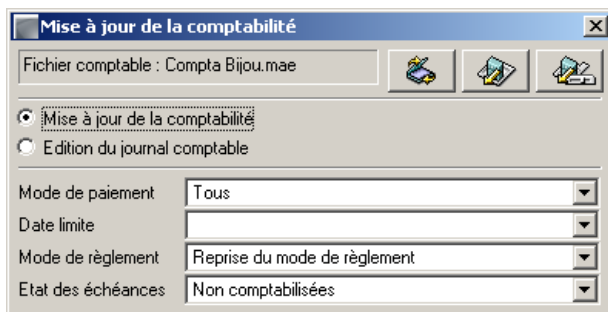 Mise à jour de la comptabilité
Fichier comptable : Compta Bijou.mae
Mise à jour de la comptabilité
Edition du journal comptable
Mode de paiement Tous
Date limite
Mode de règlement Reprise du mode de règlement
Etat des échéances Non comptabilisées